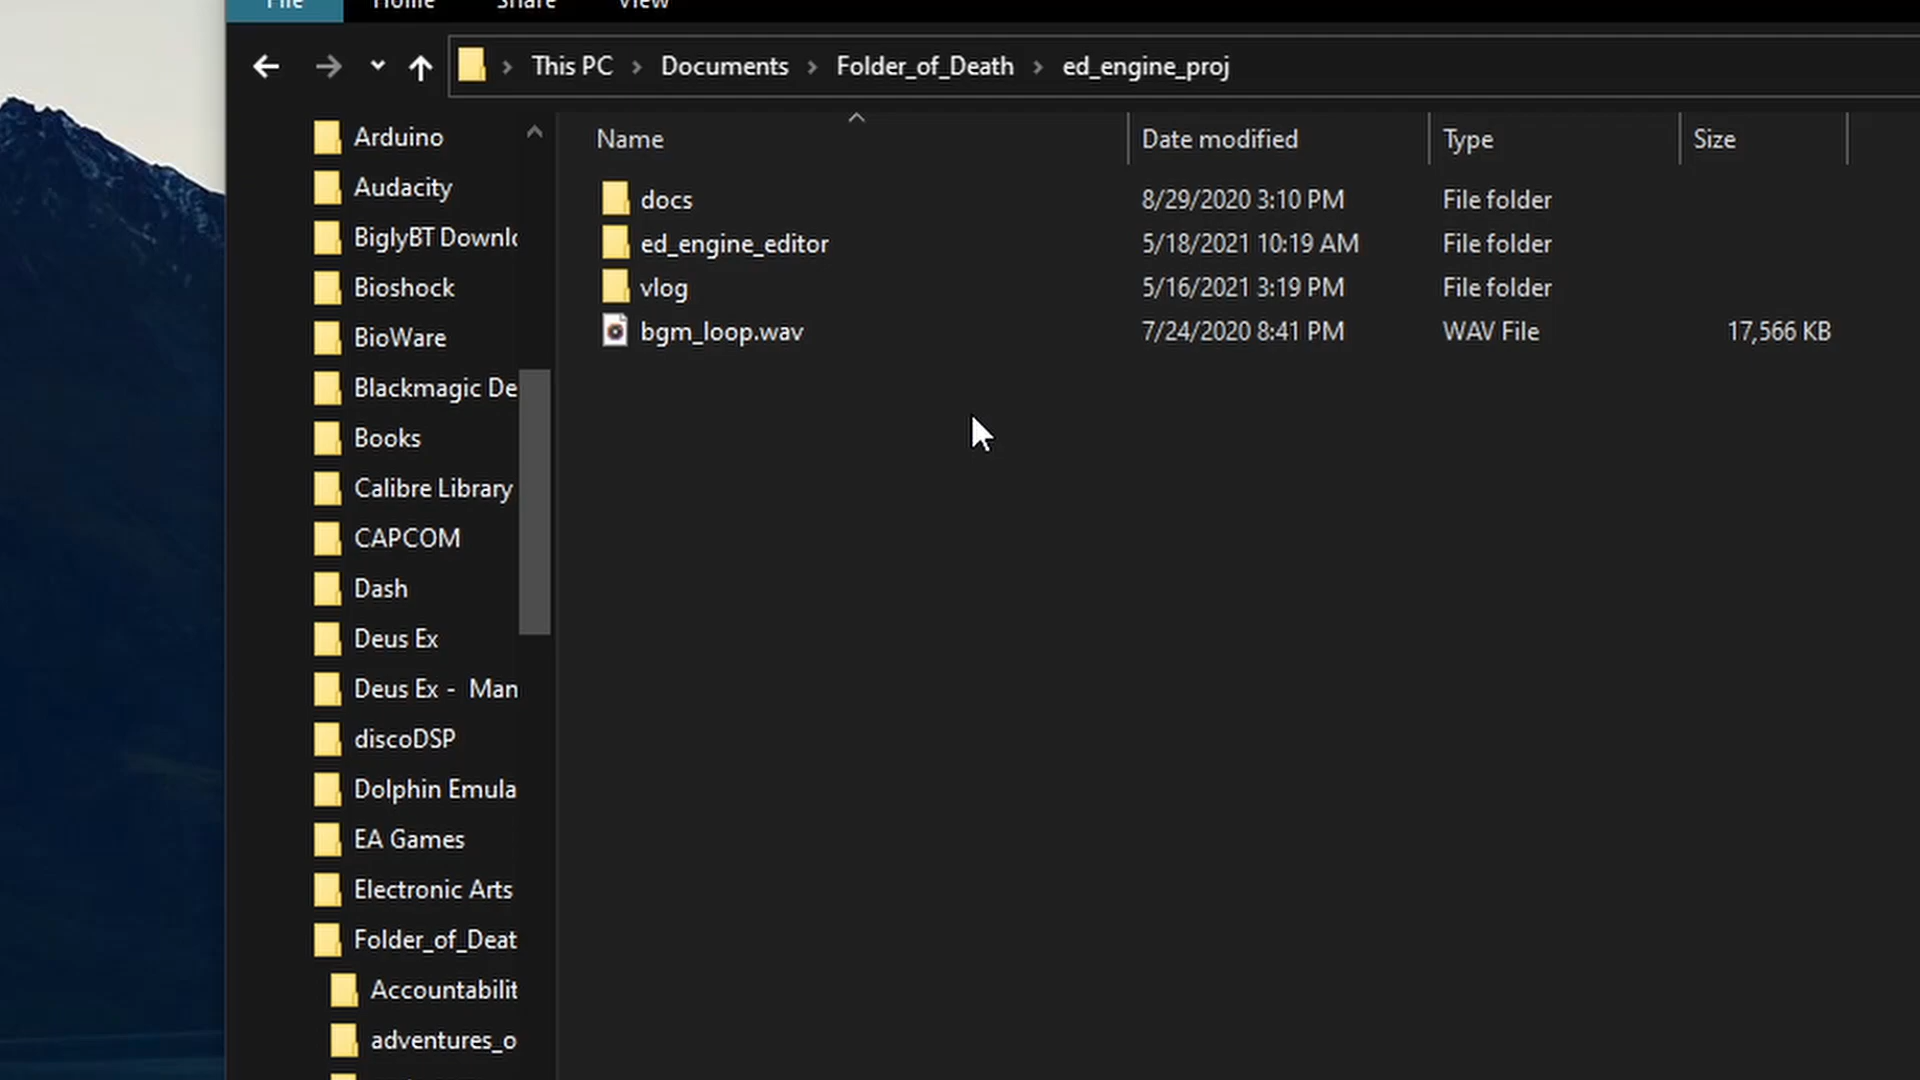 File Home Share View
This PC > Documents > Folder_of_Death > ed_engine_proj
Name Date modified Type Size
docs 8/29/2020 3:10 PM File folder
ed_engine_editor 5/18/2021 10:19 AM File folder
vlog 5/16/2021 3:19 PM File folder
bgm_loop.wav 7/24/2020 8:41 PM WAV File 17,566 KB
Arduino
Audacity
BiglyBT Downlo
Bioshock
BioWare
Blackmagic De
Books
Calibre Library
CAPCOM
Dash
Deus Ex
Deus Ex - Man
discoDSP
Dolphin Emula
EA Games
Electronic Arts
Folder_of_Deat
Accountabilit
adventures_o